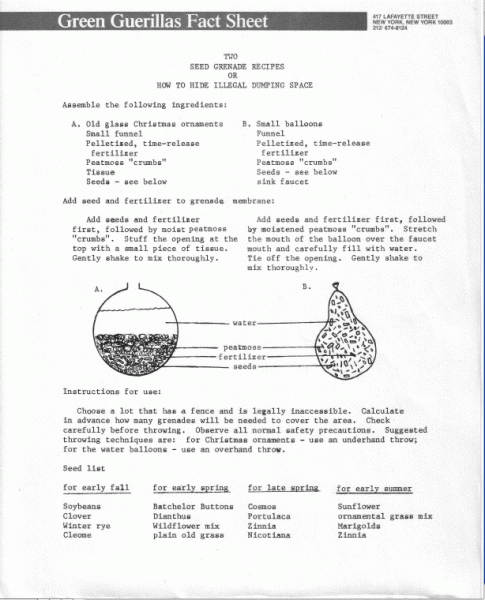 Green Guerillas Fact Sheet
417 LAFAYETTE STREET
NEW YORK, NEW YORK 10003
212/ 674-8124
TWO
SEED GRENADE RECIPES
OR
HOW TO HIDE ILLEGAL DUMPING SPACE
Assemble the following ingredients:
A. Old glass Christmas ornaments
Small funnel
Pelletized, time-release
fertilizer
Peatmoss "crumbs"
Tissue
Seeds - see below
B. Small balloons
Funnel
Pelletized, time-release
fertilizer
Peatmoss "crumbs"
Seeds - see below
sink faucet
Add seed and fertilizer to grenade membrane:
Add seeds and fertilizer
first, followed by moist peatmoss
"crumbs". Stuff the opening at the
top with a small piece of tissue.
Gently shake to mix thoroughly.
Add seeds and fertilizer first, followed
by moistened peatmoss "crumbs". Stretch
the mouth of the balloon over the faucet
mouth and carefully fill with water.
Tie off the opening. Gently shake to
mix thoroughly.
A.
B.
water
peatmoss
fertilizer
seeds
Instructions for use:
Choose a lot that has a fence and is legally inaccessible. Calculate
in advance how many grenades will be needed to cover the area. Check
carefully before throwing. Observe all normal safety precautions. Suggested
throwing techniques are: for Christmas ornaments - use an underhand throw;
for the water balloons - use an overhand throw.
Seed list
for early fall
Soybeans
Clover
Winter rye
Cleome
for early spring
Batchelor Buttons
Dianthus
Wildflower mix
plain old grass
for late spring
Cosmos
Portulaca
Zinnia
Nicotiana
for early summer
Sunflower
ornamental grass mix
Marigolds
Zinnia